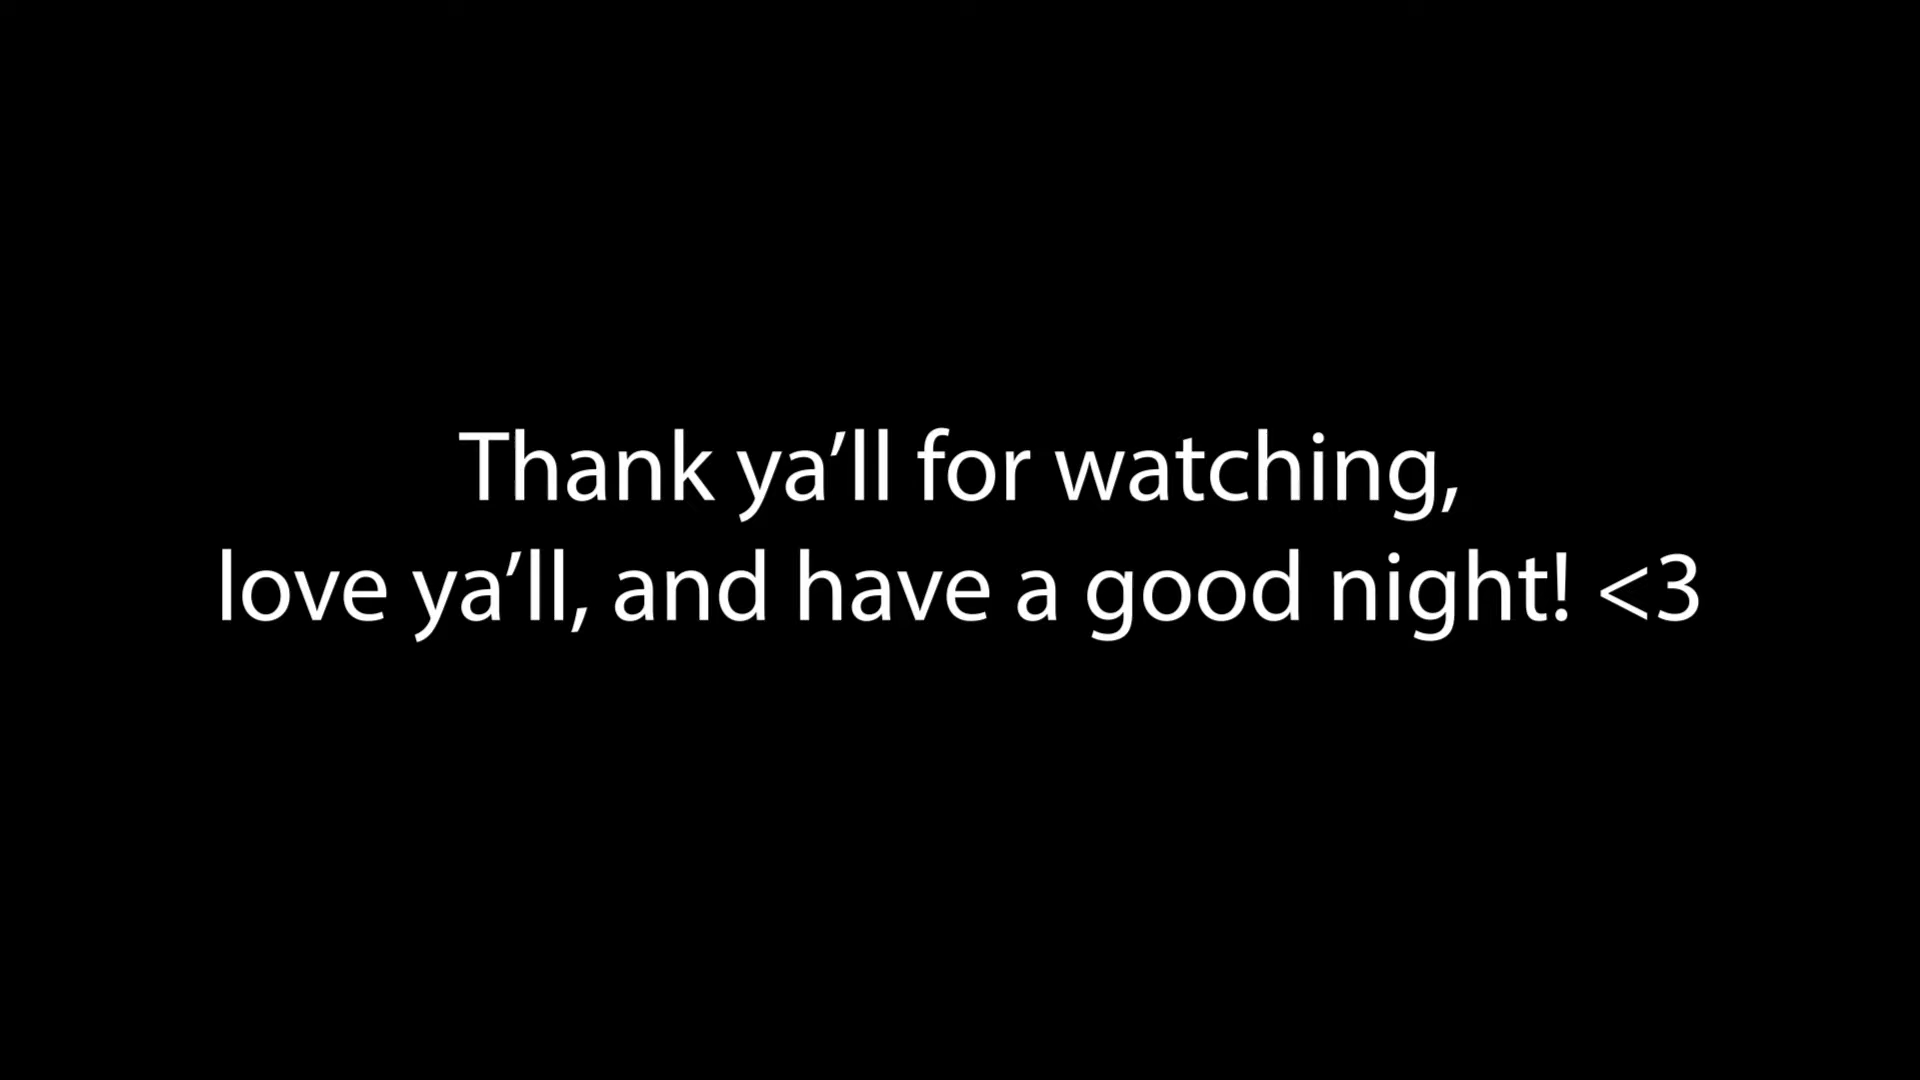 Thank ya’ll for watching,
love ya’ll, and have a good night! <3